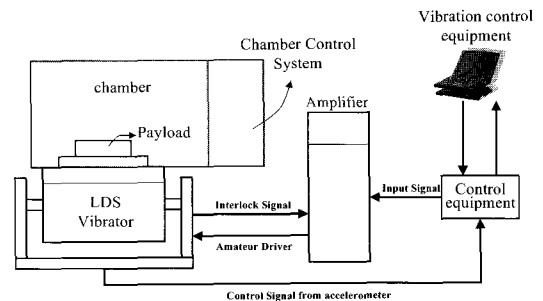 Vibration control
equipment
Chamber Control
System
chamber
Amplifier
Payload
Input Signal
Control
equipment
LDS
Vibrator
Interlock Signal
Amateur Driver
Control Signal from accelerometer